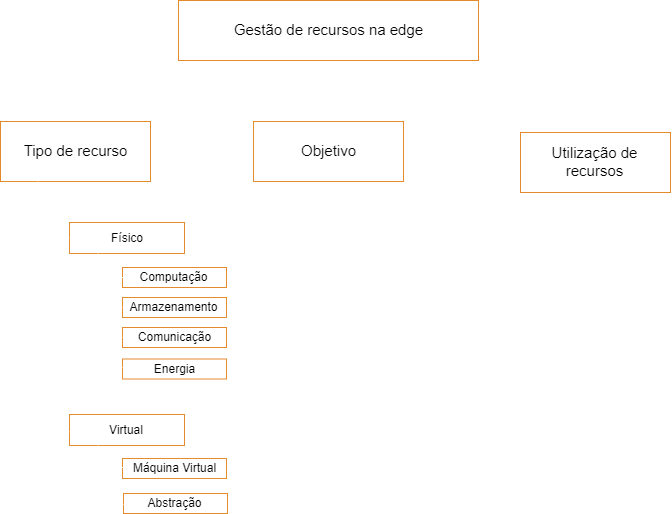 Gestão de recursos na edge
Tipo de recurso
Objetivo
Utilização de
recursos
Físico
Computação
Armazenamento
Comunicação
Energia
Virtual
Máquina Virtual
Abstração